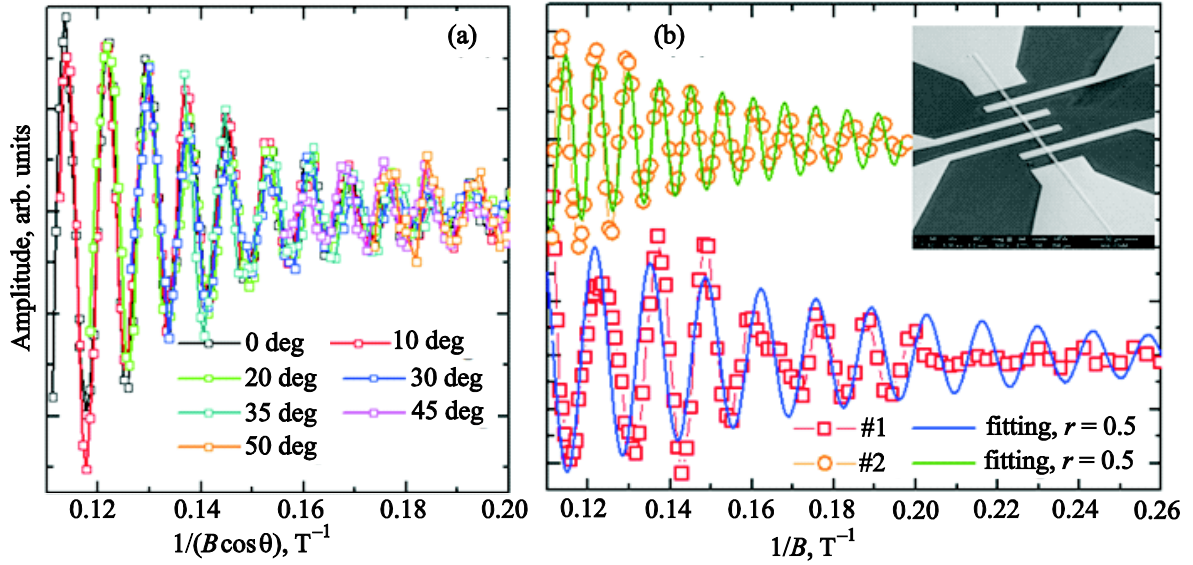 (a)
Amplitude, arb. units
0 deg
10 deg
20 deg
30 deg
35 deg
45 deg
50 deg
0.12
0.14
0.16
0.18
0.20
1/(B cos θ), T⁻¹
(b)
#1
fitting, r = 0.5
#2
fitting, r = 0.5
0.12
0.14
0.16
0.18
0.20
0.22
0.24
0.26
1/B, T⁻¹